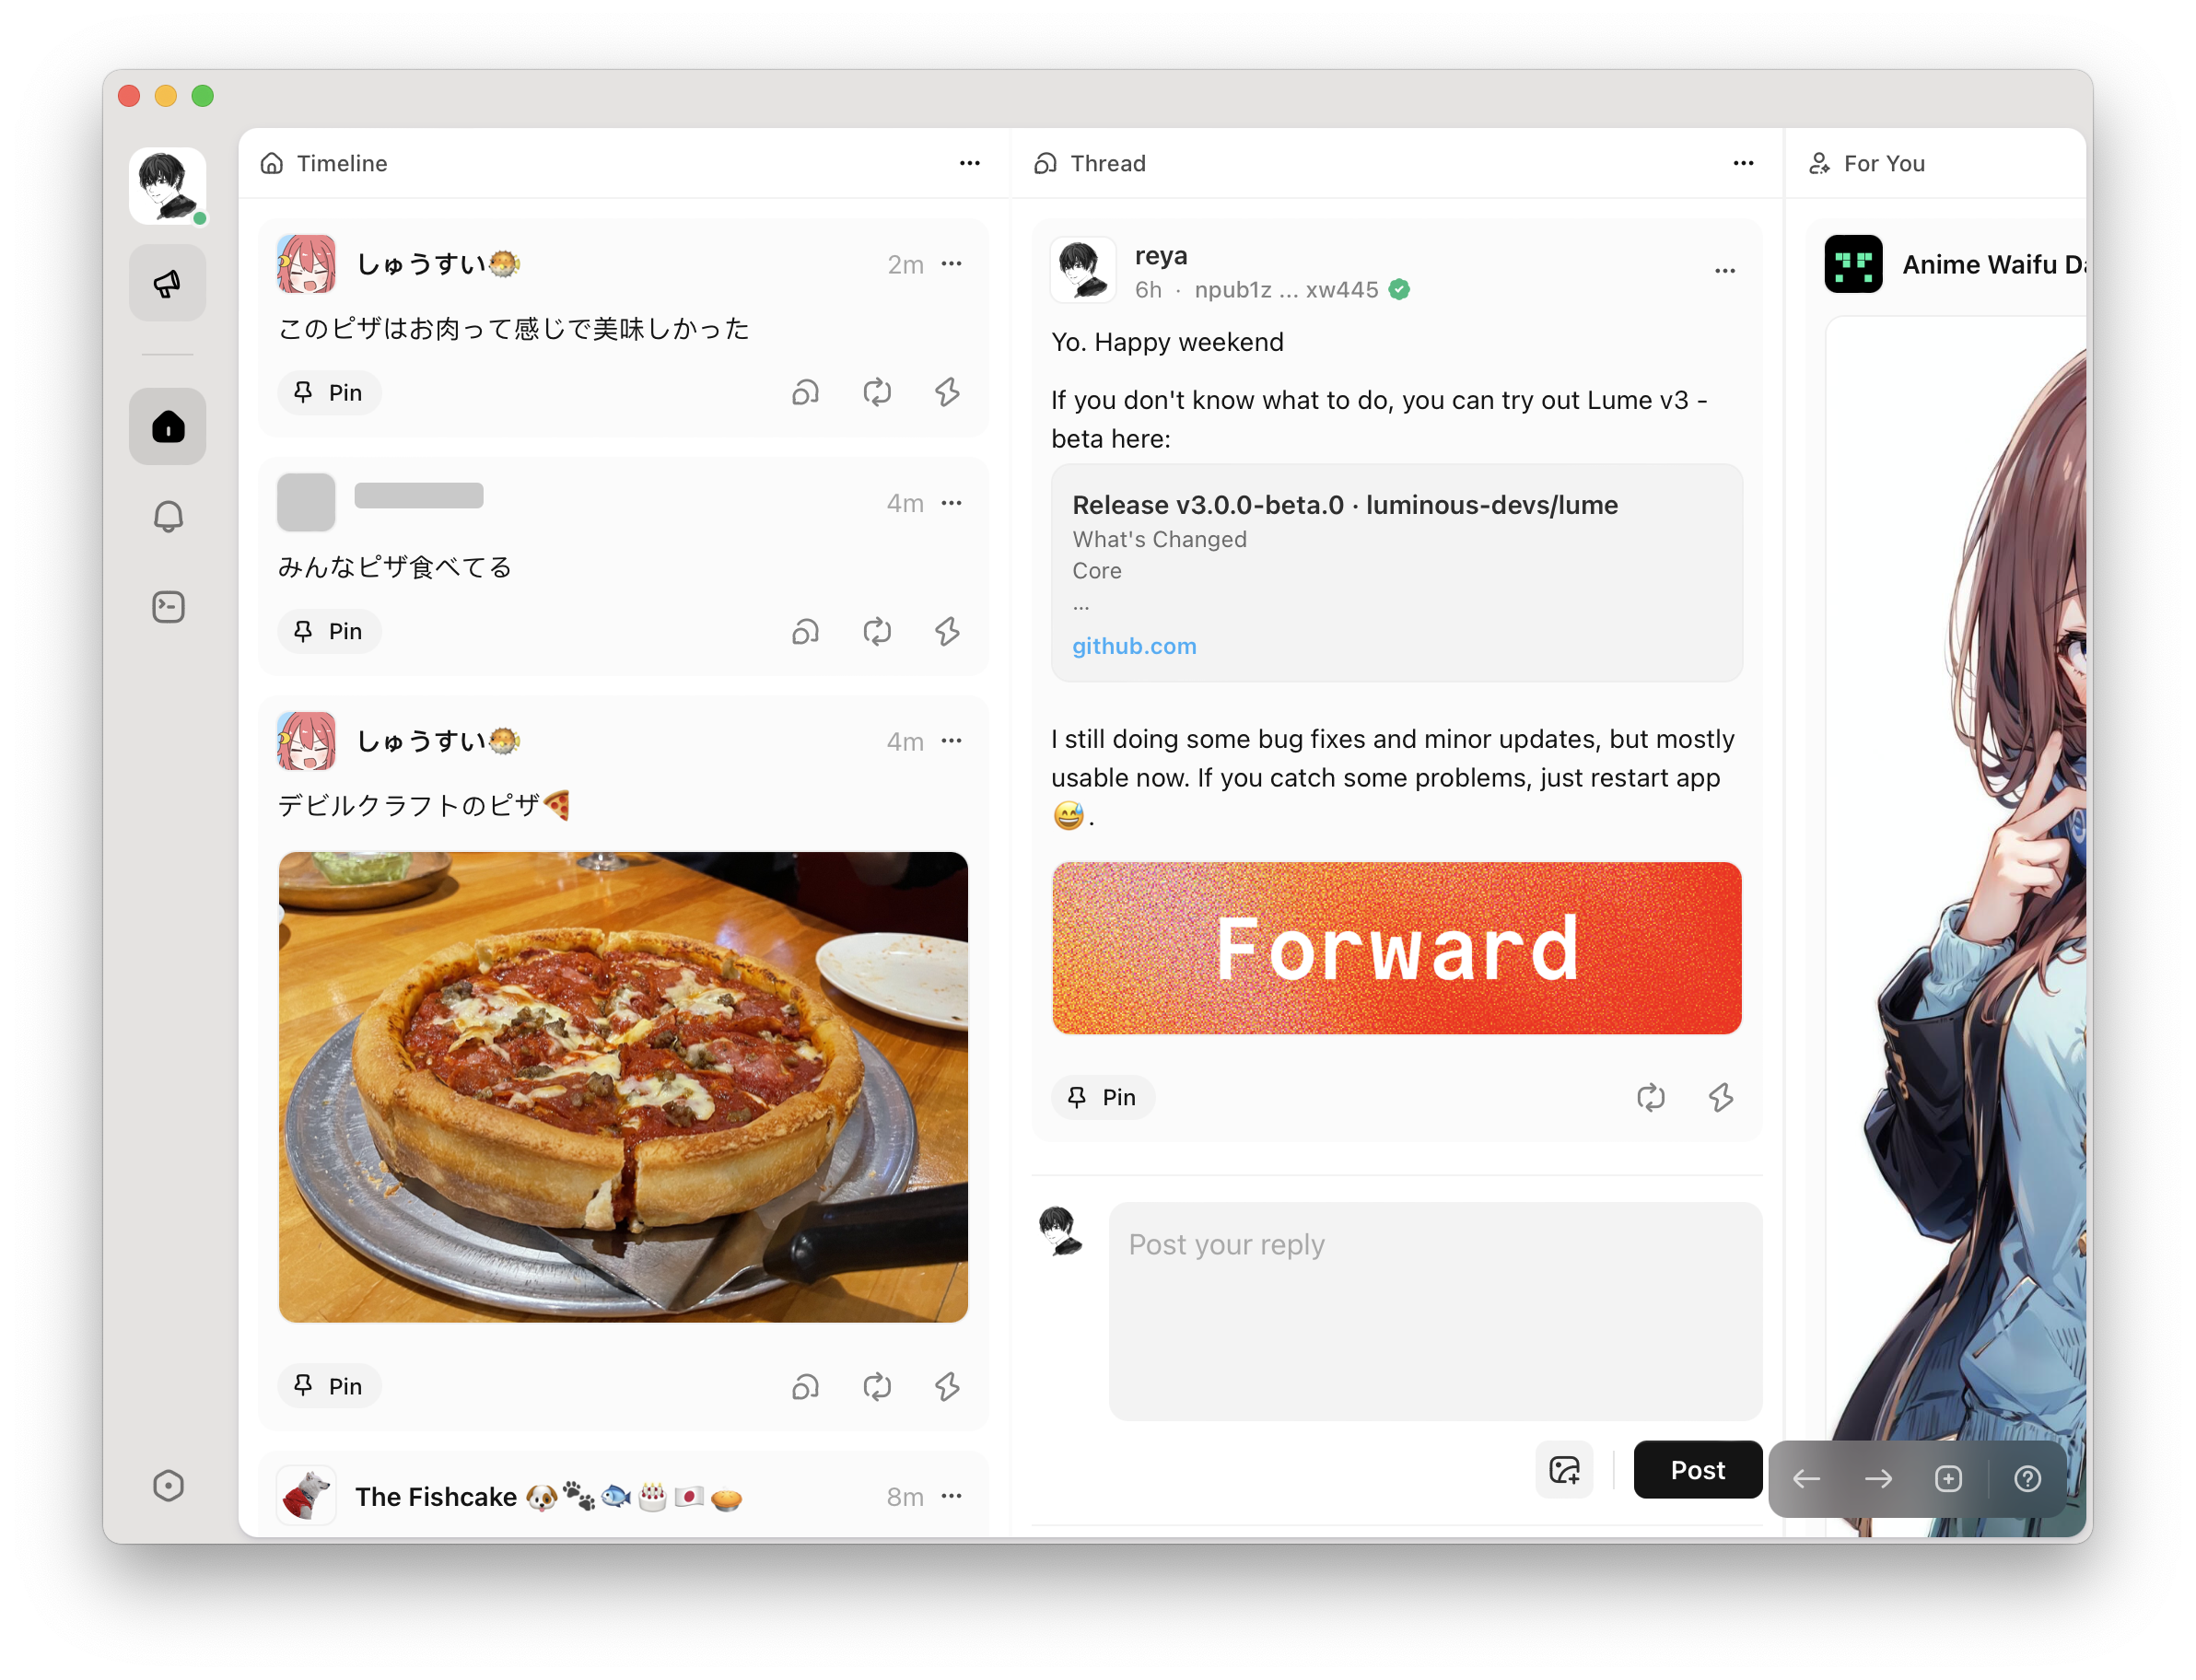 Timeline
しゅうすい🐡
2m
このピザはお肉って感じで美味しかった
Pin
4m
みんなピザ食べてる
Pin
しゅうすい🐡
4m
デビルクラフトのピザ🍕
Pin
The Fishcake 🐶🐾🐟🎂🇯🇵🥧
8m
Thread
reya
6h · npub1z ... xw445
Yo. Happy weekend
If you don't know what to do, you can try out Lume v3 -
beta here:
Release v3.0.0-beta.0 · luminous-devs/lume
What's Changed
Core
...
github.com
I still doing some bug fixes and minor updates, but mostly
usable now. If you catch some problems, just restart app
😅.
Forward
Pin
Post your reply
Post
For You
Anime Waifu